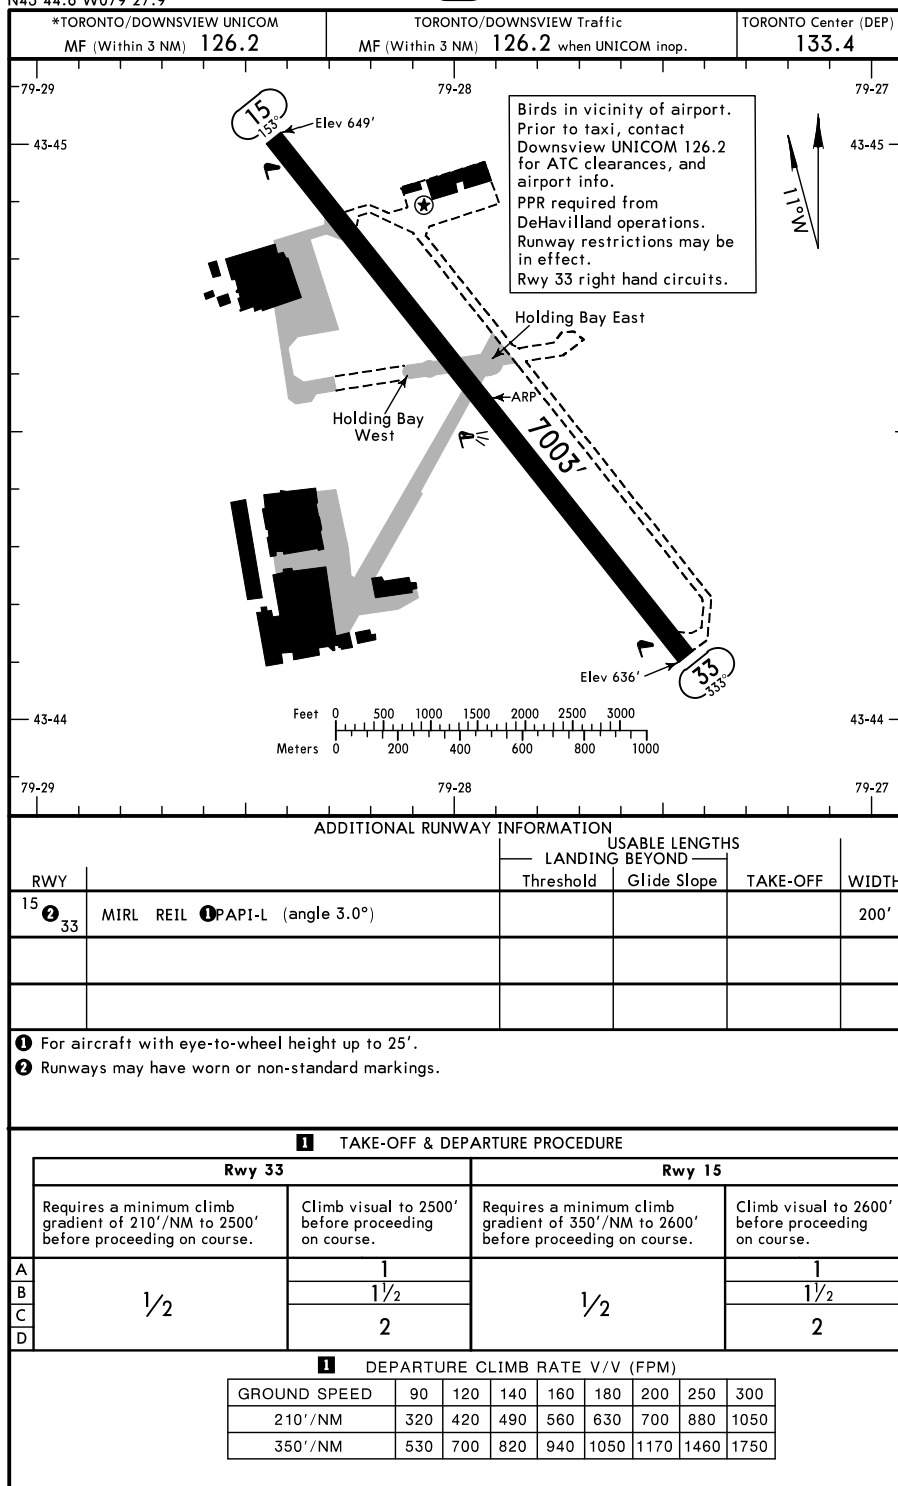 *TORONTO/DOWNSVIEW UNICOM
MF (Within 3 NM) 126.2
TORONTO/DOWNSVIEW Traffic
MF (Within 3 NM) 126.2 when UNICOM inop.
TORONTO Center (DEP)
133.4
79-29 79-28 79-27
15
153°
Elev 649'
43-45 43-45
Birds in vicinity of airport.
Prior to taxi, contact
Downsview UNICOM 126.2
for ATC clearances, and
airport info.
PPR required from
DeHavilland operations.
Runway restrictions may be
in effect.
Rwy 33 right hand circuits.
11°W
Holding Bay East
ARP
Holding Bay
West
7003'
Elev 636'
33
333°
43-44 43-44
Feet 0 500 1000 1500 2000 2500 3000
Meters 0 200 400 600 800 1000
79-29 79-28 79-27
ADDITIONAL RUNWAY INFORMATION
USABLE LENGTHS
LANDING BEYOND
RWY Threshold Glide Slope TAKE-OFF WIDTH
15 2 33 MIRL REIL 1 PAPI-L (angle 3.0°) 200'
1 For aircraft with eye-to-wheel height up to 25'.
2 Runways may have worn or non-standard markings.
1 TAKE-OFF & DEPARTURE PROCEDURE
Rwy 33 Rwy 15
Requires a minimum climb
gradient of 210'/NM to 2500'
before proceeding on course.
Climb visual to 2500'
before proceeding
on course.
Requires a minimum climb
gradient of 350'/NM to 2600'
before proceeding on course.
Climb visual to 2600'
before proceeding
on course.
A 1 1
B 1 1/2 1 1/2
1/2 1/2
C
2 2
D
1 DEPARTURE CLIMB RATE V/V (FPM)
GROUND SPEED 90 120 140 160 180 200 250 300
210'/NM 320 420 490 560 630 700 880 1050
350'/NM 530 700 820 940 1050 1170 1460 1750